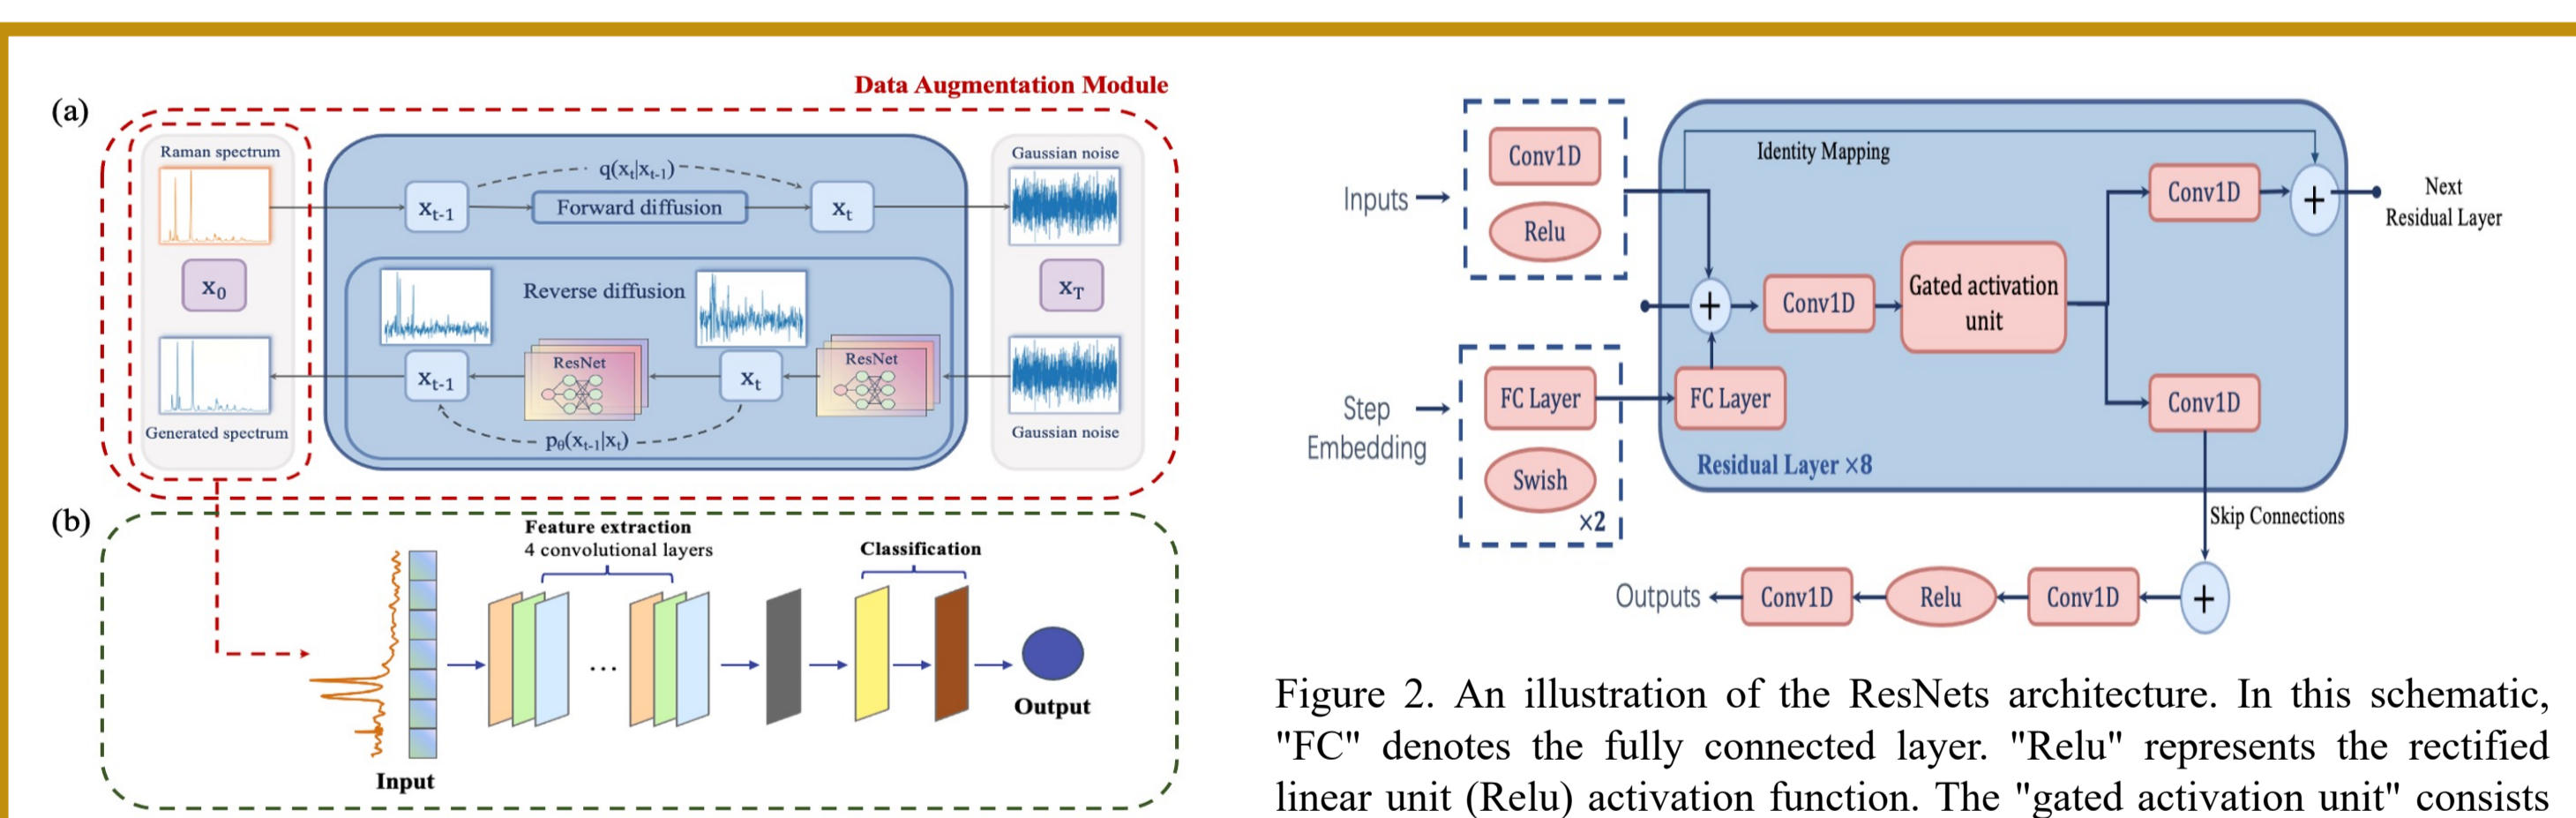 Data Augmentation Module
(a)
Raman spectrum
Gaussian noise
q(xₜ|xₜ₋₁)
xₜ₋₁
Forward diffusion
xₜ
x₀
Reverse diffusion
x_T
ResNet
ResNet
xₜ₋₁
xₜ
Generated spectrum
p_θ(xₜ₋₁|xₜ)
Gaussian noise
(b)
Feature extraction
4 convolutional layers
Classification
...
Output
Input
Inputs
Conv1D
Relu
Identity Mapping
Conv1D
+
Next
Residual Layer
+
Conv1D
Gated activation
unit
Step
Embedding
FC Layer
FC Layer
Conv1D
Swish
×2
Residual Layer ×8
Skip Connections
Outputs
Conv1D
Relu
Conv1D
+
Figure 2. An illustration of the ResNets architecture. In this schematic,
"FC" denotes the fully connected layer. "Relu" represents the rectified
linear unit (Relu) activation function. The "gated activation unit" consists